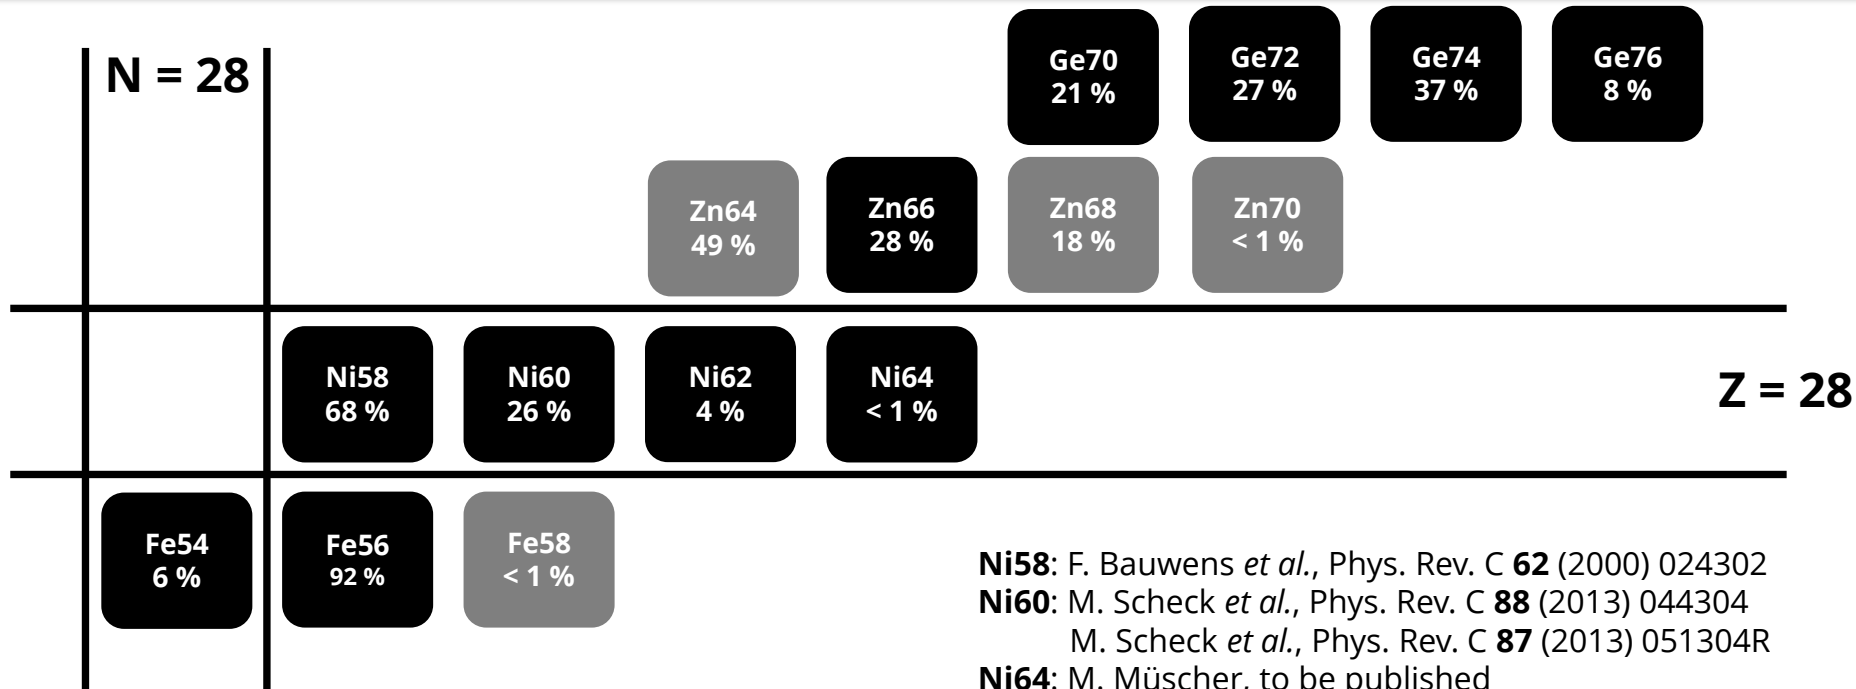 N = 28
Ge70
21 %
Ge72
27 %
Ge74
37 %
Ge76
8 %
Zn64
49 %
Zn66
28 %
Zn68
18 %
Zn70
< 1 %
Ni58
68 %
Ni60
26 %
Ni62
4 %
Ni64
< 1 %
Z = 28
Fe54
6 %
Fe56
92 %
Fe58
< 1 %
Ni58: F. Bauwens et al., Phys. Rev. C 62 (2000) 024302
Ni60: M. Scheck et al., Phys. Rev. C 88 (2013) 044304
M. Scheck et al., Phys. Rev. C 87 (2013) 051304R
Ni64: M. Müscher, to be published